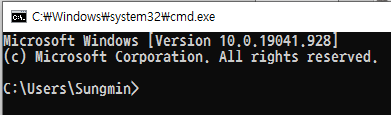 C:₩Windows₩system32₩cmd.exe
Microsoft Windows [Version 10.0.19041.928]
(c) Microsoft Corporation. All rights reserved.
C:₩Users₩Sungmin>